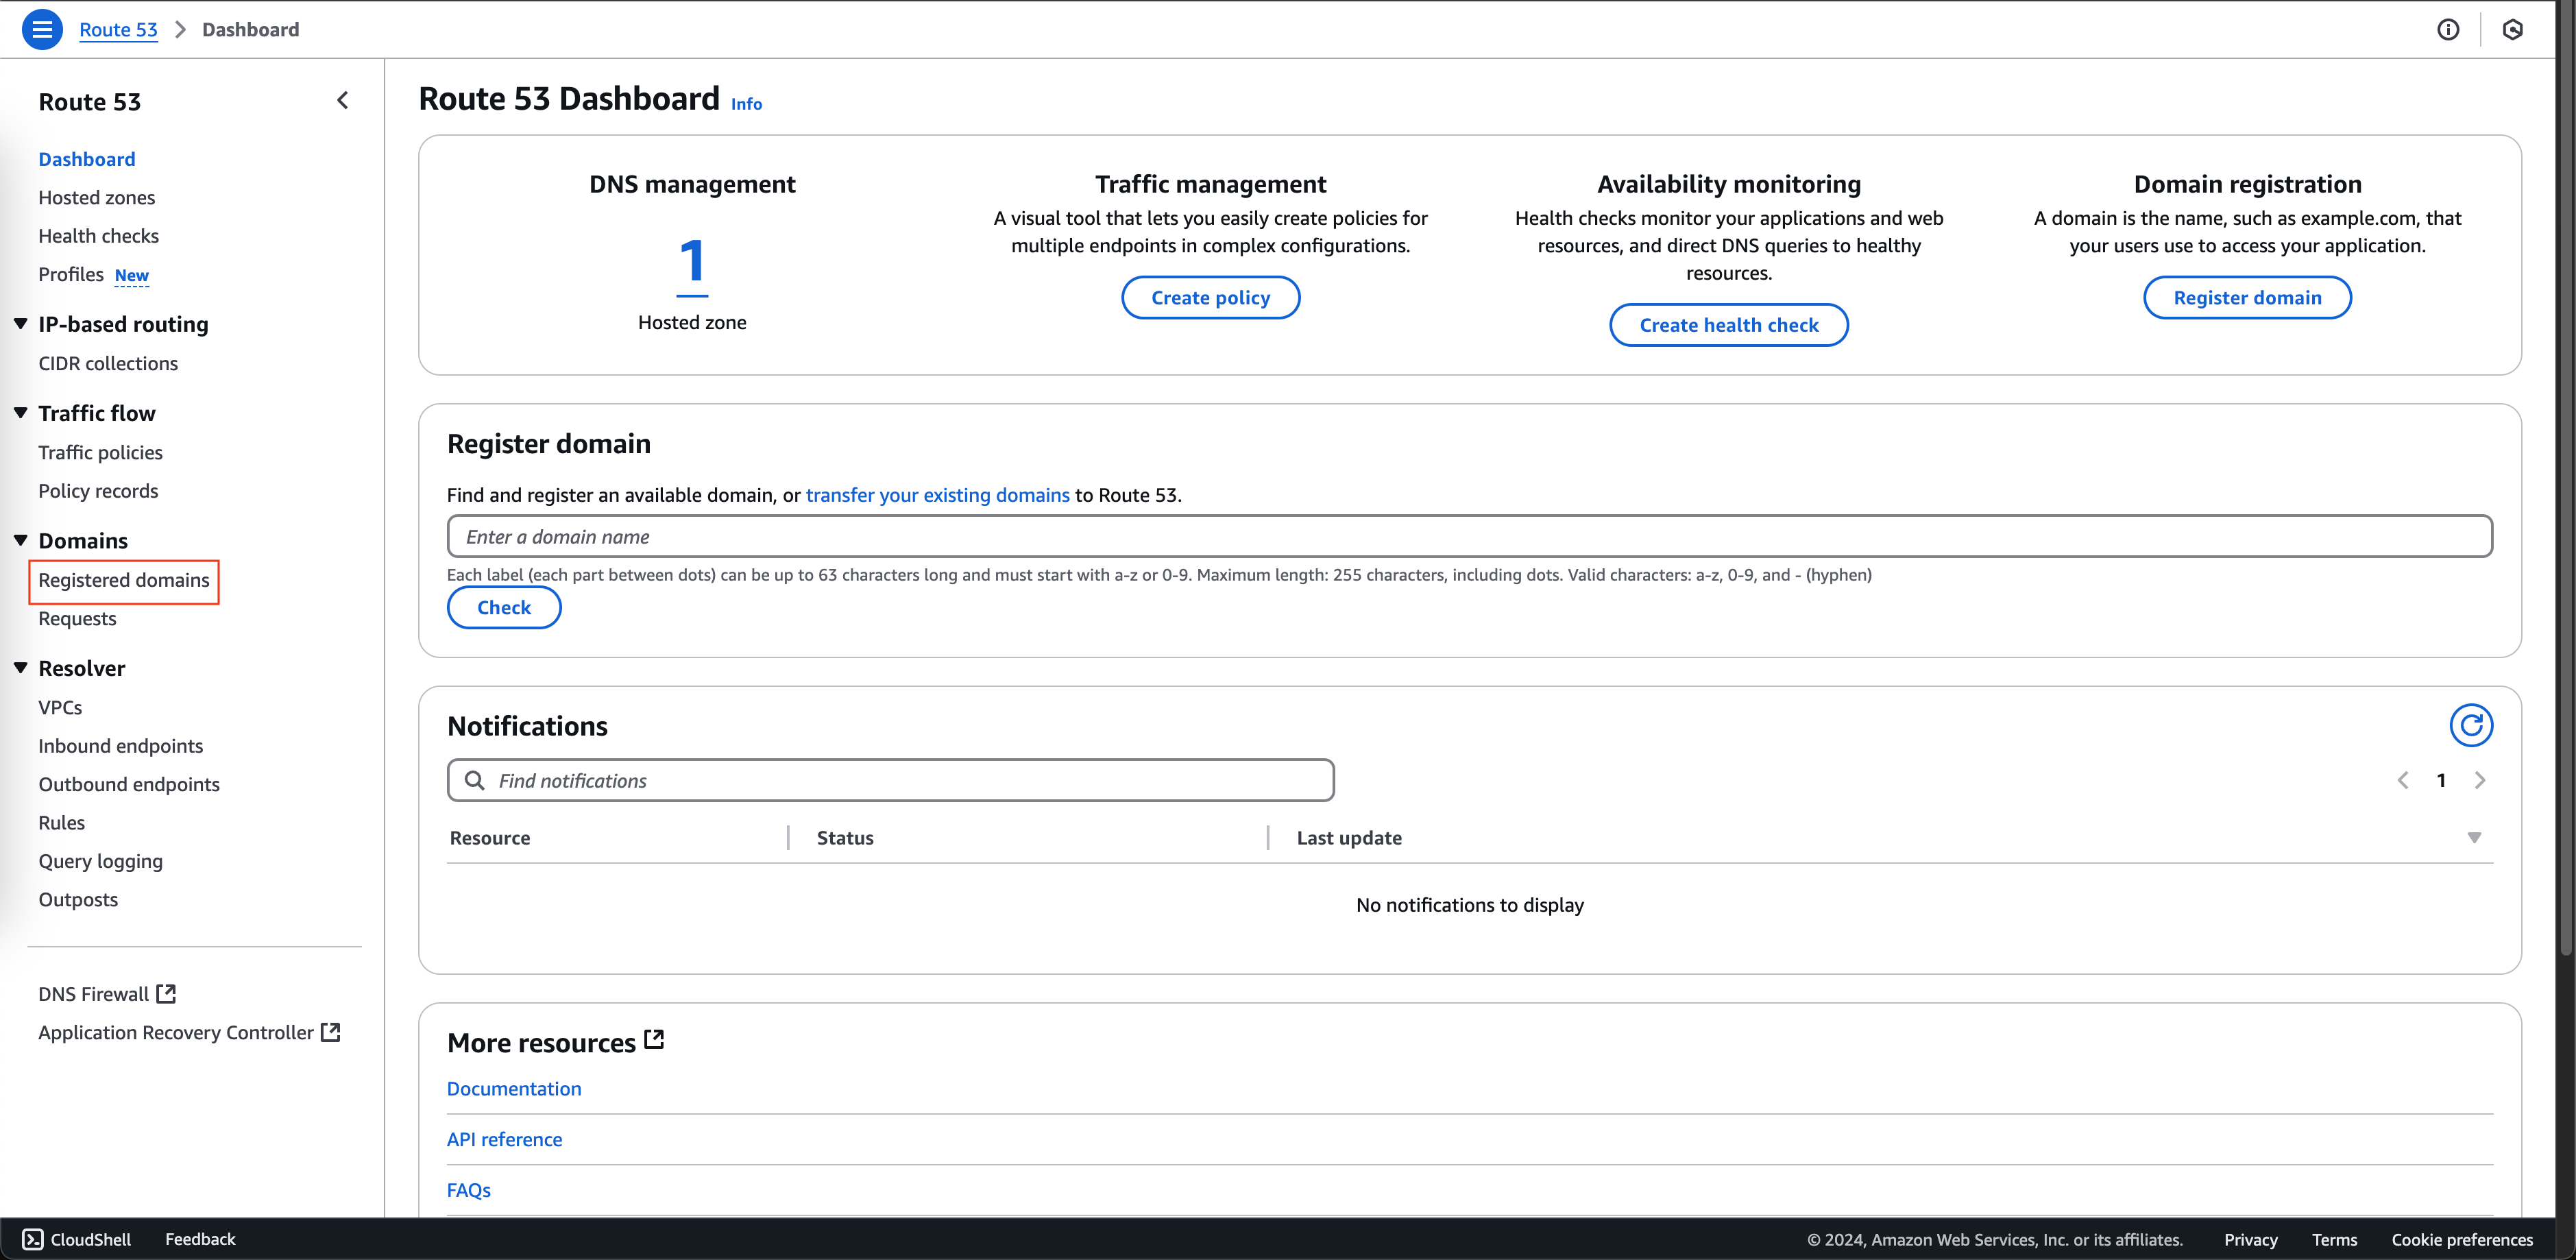 Route 53
Dashboard
Route 53
Dashboard
Hosted zones
Health checks
Profiles New
IP-based routing
CIDR collections
Traffic flow
Traffic policies
Policy records
Domains
Registered domains
Requests
Resolver
VPCs
Inbound endpoints
Outbound endpoints
Rules
Query logging
Outposts
DNS Firewall
Application Recovery Controller
Route 53 Dashboard Info
DNS management
1
Hosted zone
Traffic management
A visual tool that lets you easily create policies for
multiple endpoints in complex configurations.
Create policy
Availability monitoring
Health checks monitor your applications and web
resources, and direct DNS queries to healthy
resources.
Create health check
Domain registration
A domain is the name, such as example.com, that
your users use to access your application.
Register domain
Register domain
Find and register an available domain, or transfer your existing domains to Route 53.
Enter a domain name
Each label (each part between dots) can be up to 63 characters long and must start with a-z or 0-9. Maximum length: 255 characters, including dots. Valid characters: a-z, 0-9, and - (hyphen)
Check
Notifications
Find notifications
1
Resource Status Last update
No notifications to display
More resources
Documentation
API reference
FAQs
CloudShell Feedback © 2024, Amazon Web Services, Inc. or its affiliates. Privacy Terms Cookie preferences